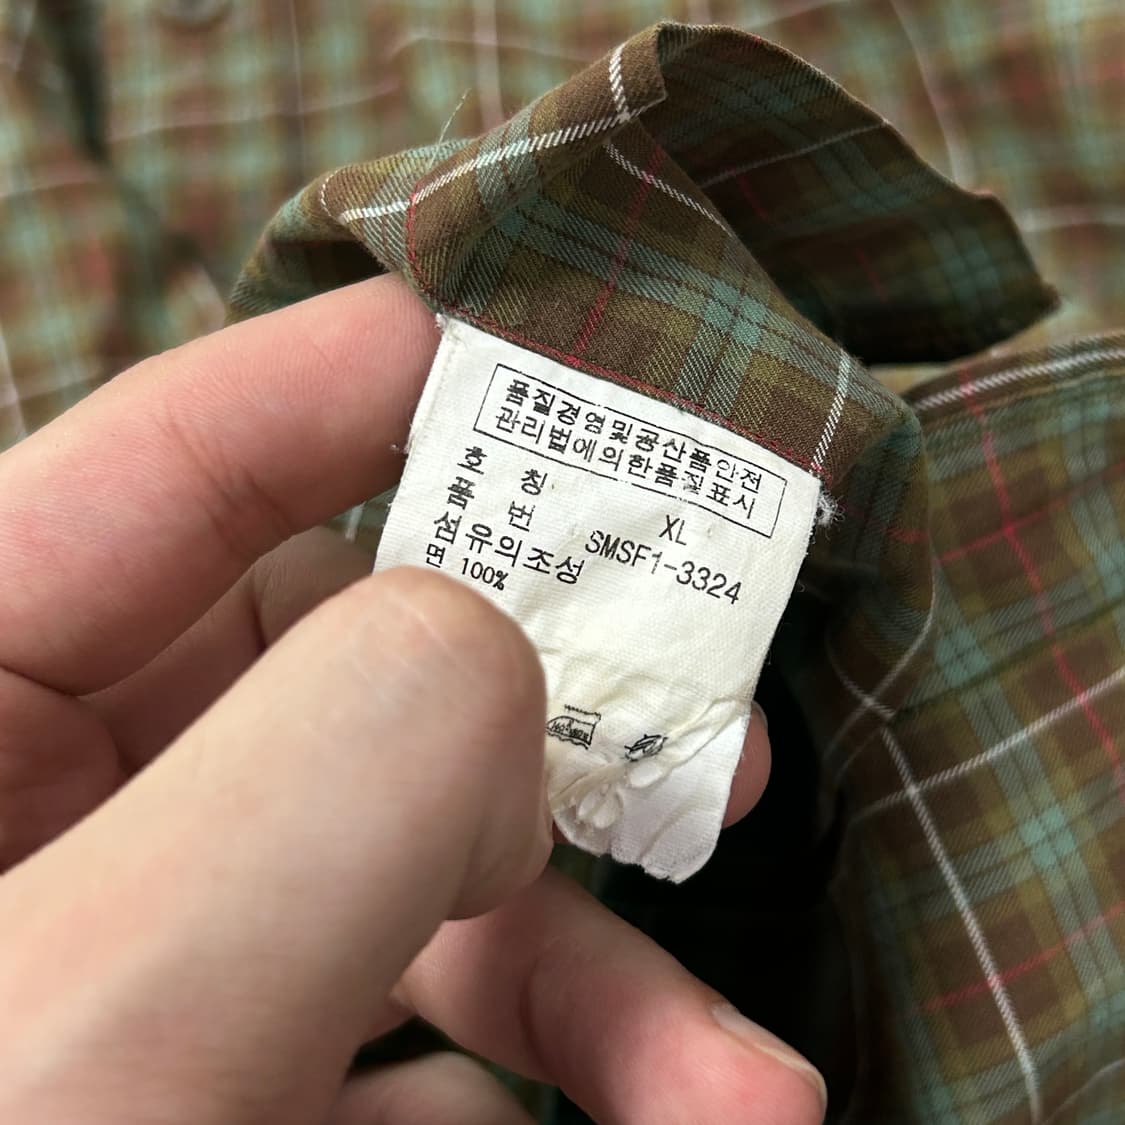 품질경영및공산품안전
관리법에의한품질표시
호 칭 XL
품 번 SMSF1-3324
섬유의조성
면 100%